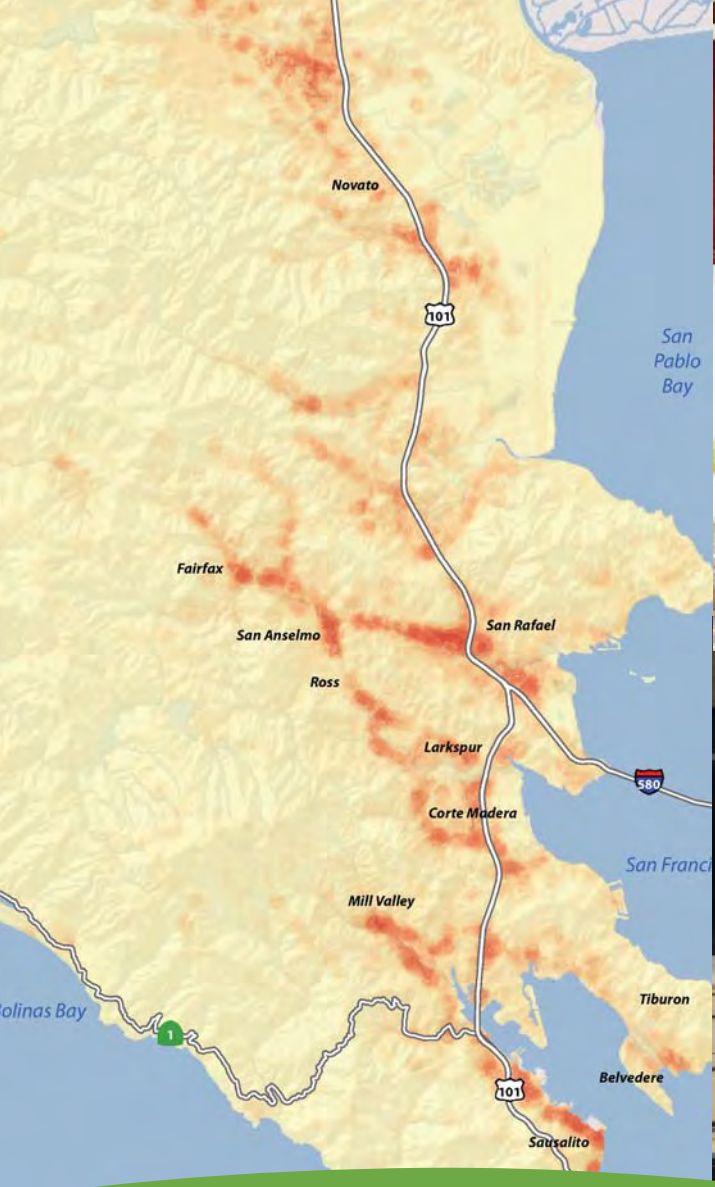 Novato
101
San
Pablo
Bay
Fairfax
San Rafael
San Anselmo
Ross
Larkspur
580
Corte Madera
San Franci
Mill Valley
Tiburon
olinas Bay
1
Belvedere
101
Sausalito